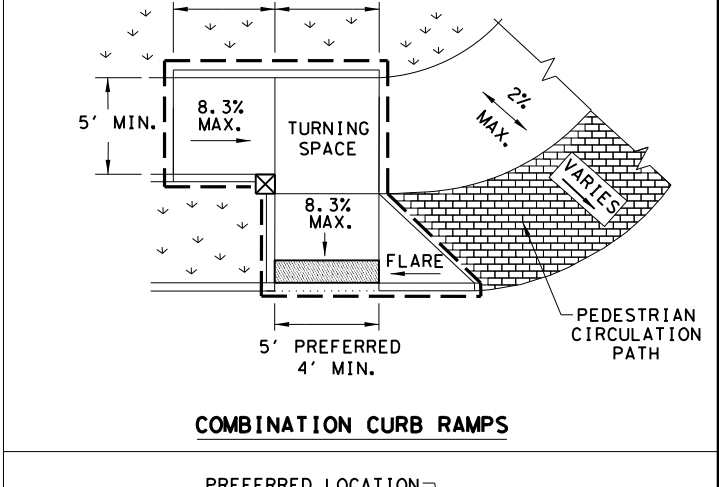 5' MIN.
8.3%
MAX.
TURNING
SPACE
2%
MAX.
VARIES
8.3%
MAX.
FLARE
5' PREFERRED
4' MIN.
PEDESTRIAN
CIRCULATION
PATH
COMBINATION CURB RAMPS
PREFERRED LOCATION